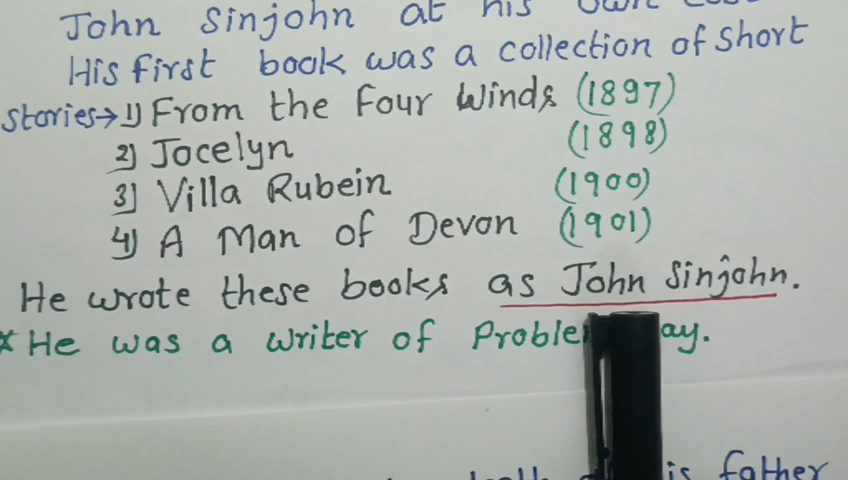 John Sinjohn at his own
His first book was a collection of Short
Stories→ 1) From the Four Winds (1897)
2) Jocelyn (1898)
3) Villa Rubein (1900)
4) A Man of Devon (1901)
He wrote these books as John Sinjohn.
* He was a writer of
is father